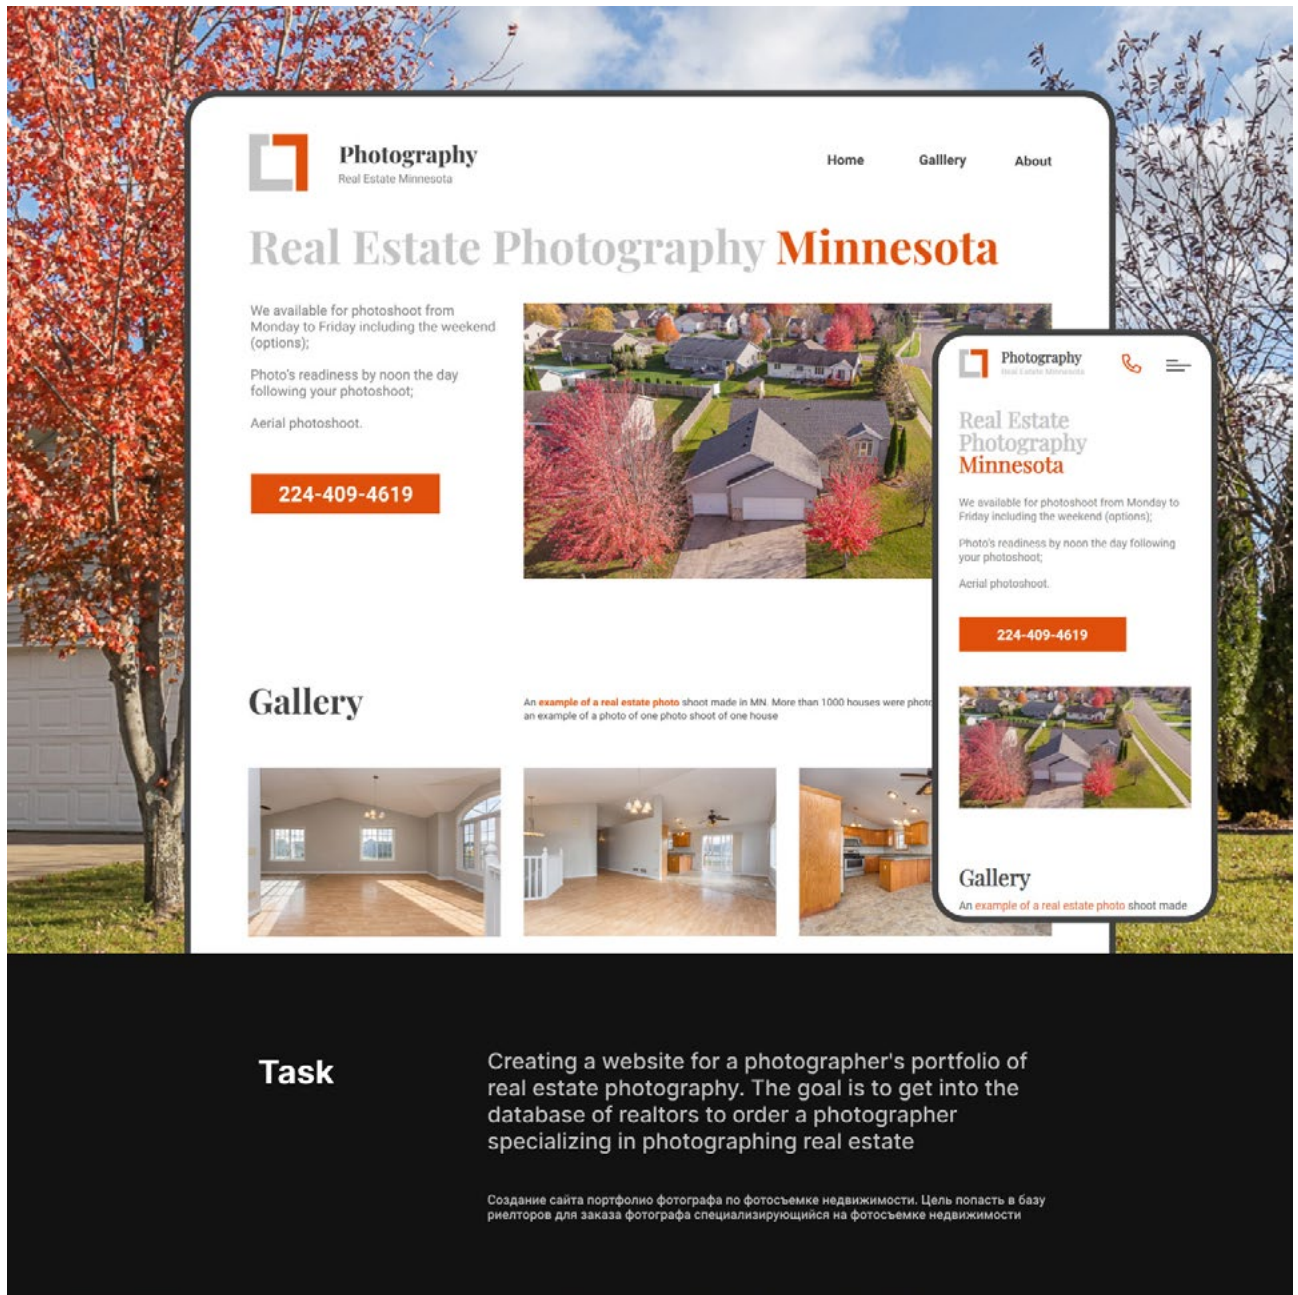 Photography
Real Estate Minnesota
Home
Galllery
About
Real Estate Photography Minnesota
We available for photoshoot from
Monday to Friday including the weekend
(options);
Photo's readiness by noon the day
following your photoshoot;
Aerial photoshoot.
224-409-4619
Gallery
An example of a real estate photo shoot made in MN. More than 1000 houses were photo
an example of a photo of one photo shoot of one house
Photography
Real Estate Minnesota
Real Estate
Photography
Minnesota
We available for photoshoot from Monday to
Friday including the weekend (options);
Photo's readiness by noon the day following
your photoshoot;
Aerial photoshoot.
224-409-4619
Gallery
An example of a real estate photo shoot made
Task
Creating a website for a photographer's portfolio of
real estate photography. The goal is to get into the
database of realtors to order a photographer
specializing in photographing real estate
Создание сайта портфолио фотографа по фотосъемке недвижимости. Цель попасть в базу
риелторов для заказа фотографа специализирующийся на фотосъемке недвижимости